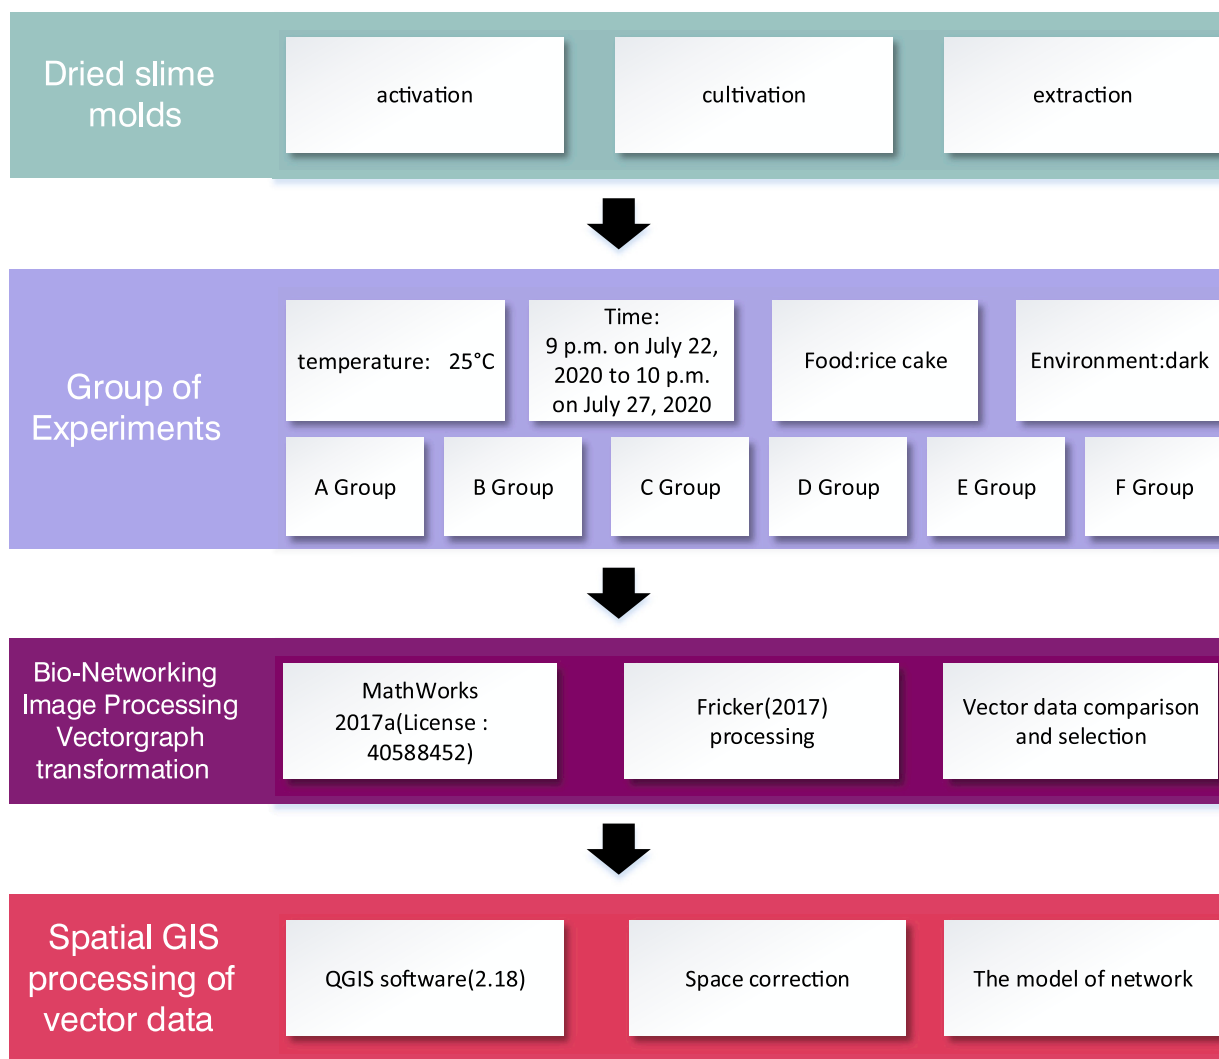 Dried slime
molds
activation
cultivation
extraction
Group of
Experiments
temperature: 25°C
Time:
9 p.m. on July 22,
2020 to 10 p.m.
on July 27, 2020
Food:rice cake
Environment:dark
A Group
B Group
C Group
D Group
E Group
F Group
Bio-Networking
Image Processing
Vectorgraph
transformation
MathWorks
2017a(License :
40588452)
Fricker(2017)
processing
Vector data comparison
and selection
Spatial GIS
processing of
vector data
QGIS software(2.18)
Space correction
The model of network